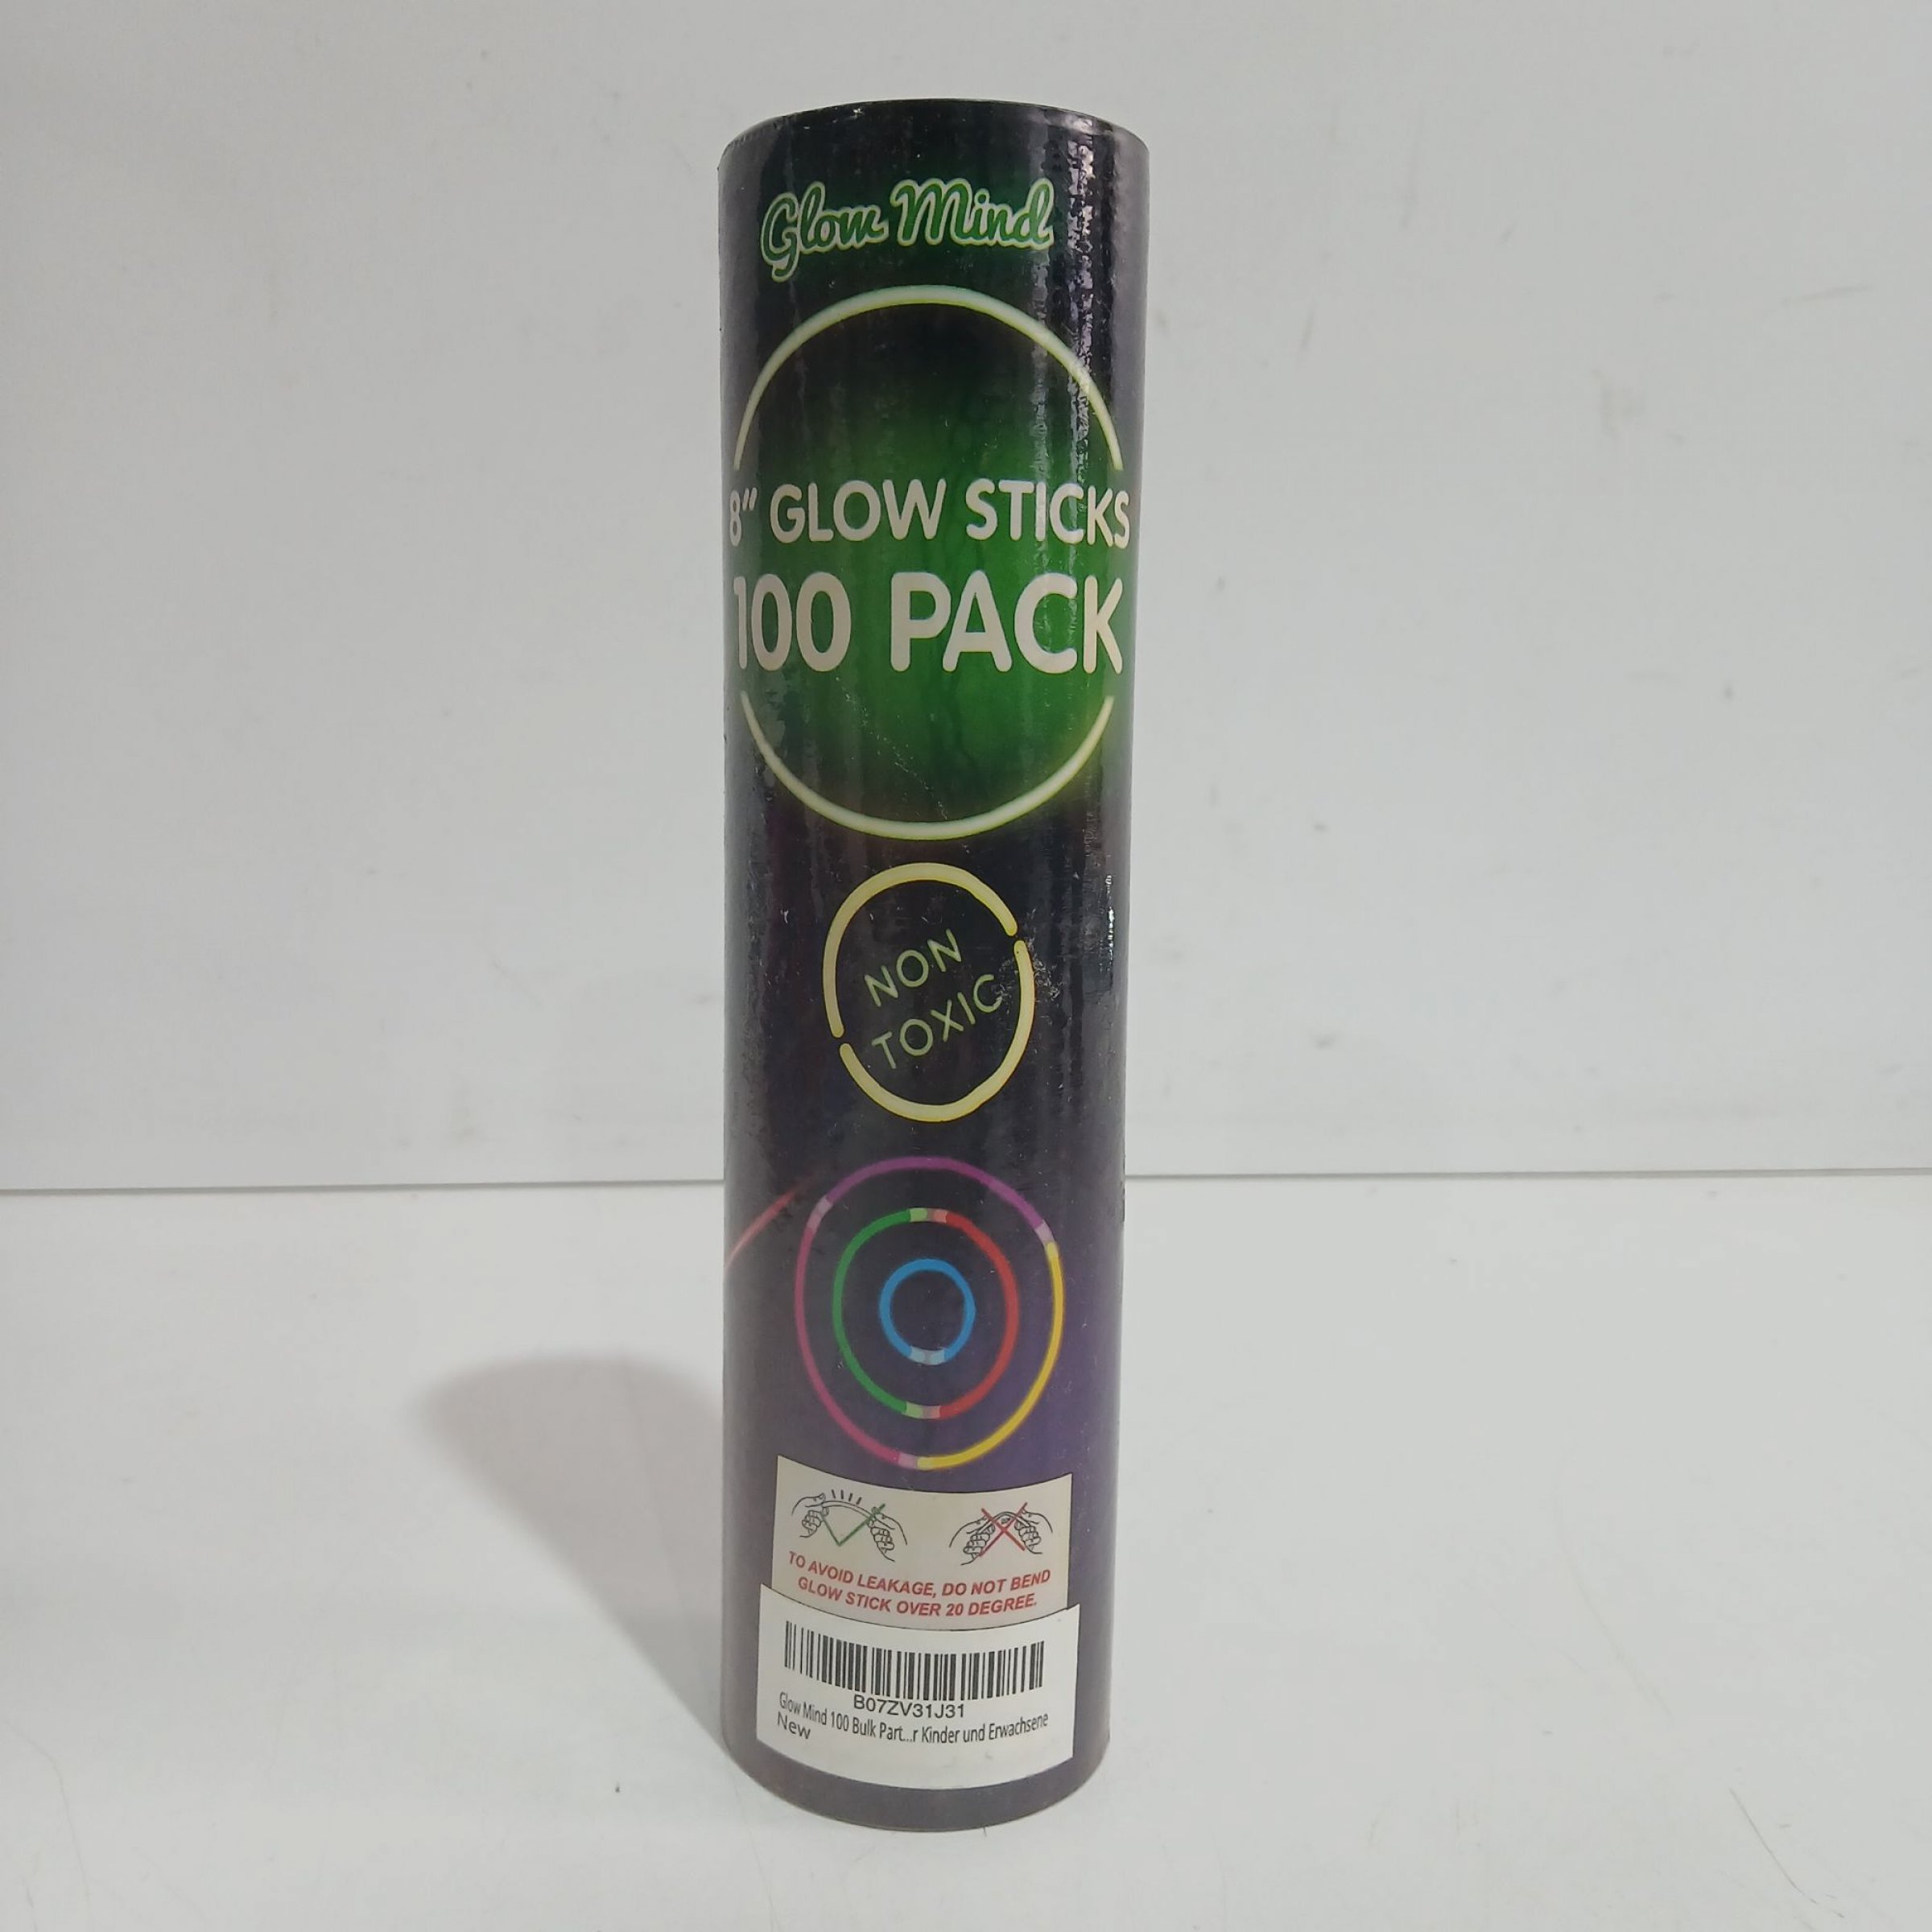 Glow Mind
8" GLOW STICKS
100 PACK
NON
TOXIC
TO AVOID LEAKAGE, DO NOT BEND
GLOW STICK OVER 20 DEGREE.
B07ZV31J31
Glow Mind 100 Bulk Part...r Kinder und Erwachsene
New